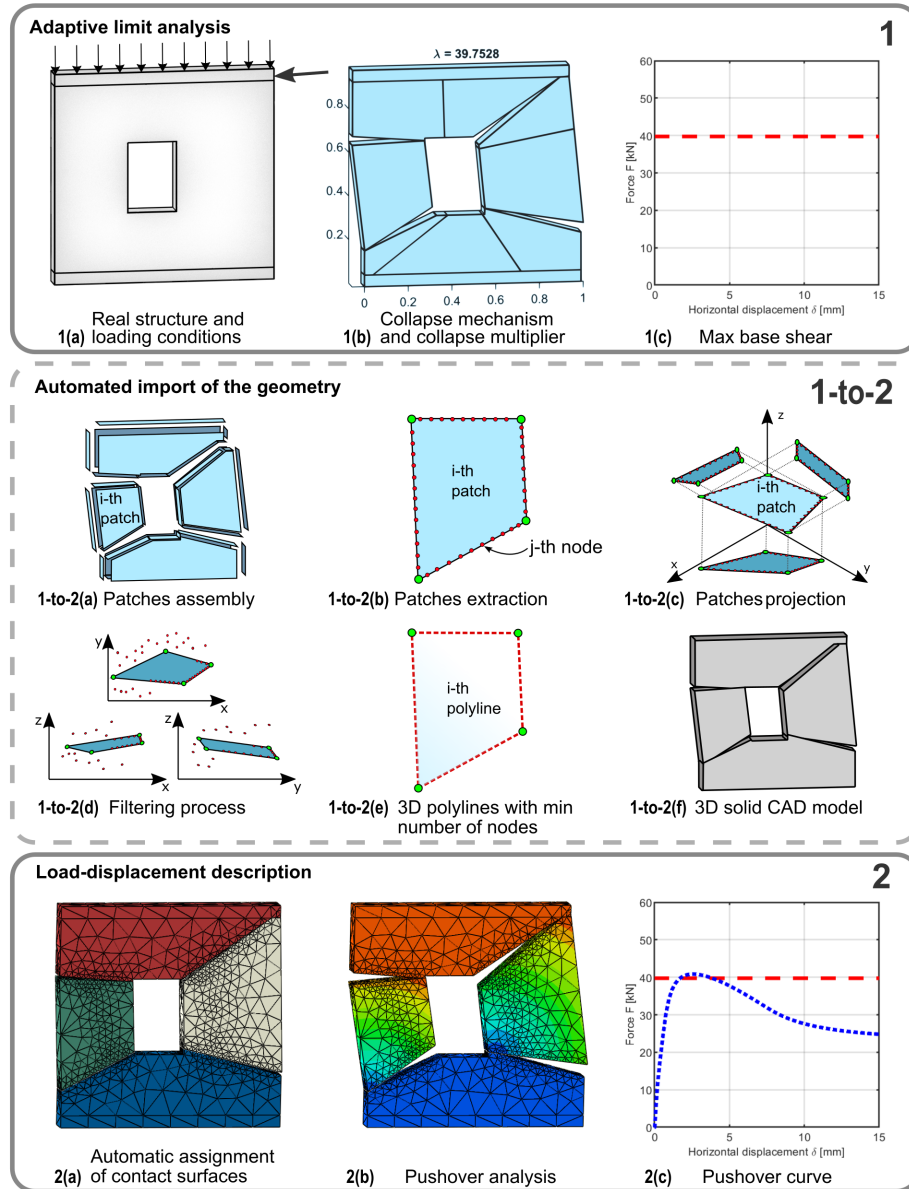 Adaptive limit analysis
1
λ = 39.7528
0.8
0.6
0.4
0.2
0
0.2
0.4
0.6
0.8
1
60
50
40
30
20
10
0
Force F [kN]
0
5
10
15
Horizontal displacement δ [mm]
1(a) Real structure and
loading conditions
1(b) Collapse mechanism
and collapse multiplier
1(c) Max base shear
Automated import of the geometry
1-to-2
i-th
patch
1-to-2(a) Patches assembly
i-th
patch
j-th node
1-to-2(b) Patches extraction
z
i-th
patch
x
y
1-to-2(c) Patches projection
y
x
z
x
z
y
1-to-2(d) Filtering process
i-th
polyline
1-to-2(e) 3D polylines with min
number of nodes
1-to-2(f) 3D solid CAD model
Load-displacement description
2
60
50
40
30
20
10
0
Force F [kN]
0
5
10
15
Horizontal displacement δ [mm]
2(a) Automatic assignment
of contact surfaces
2(b) Pushover analysis
2(c) Pushover curve